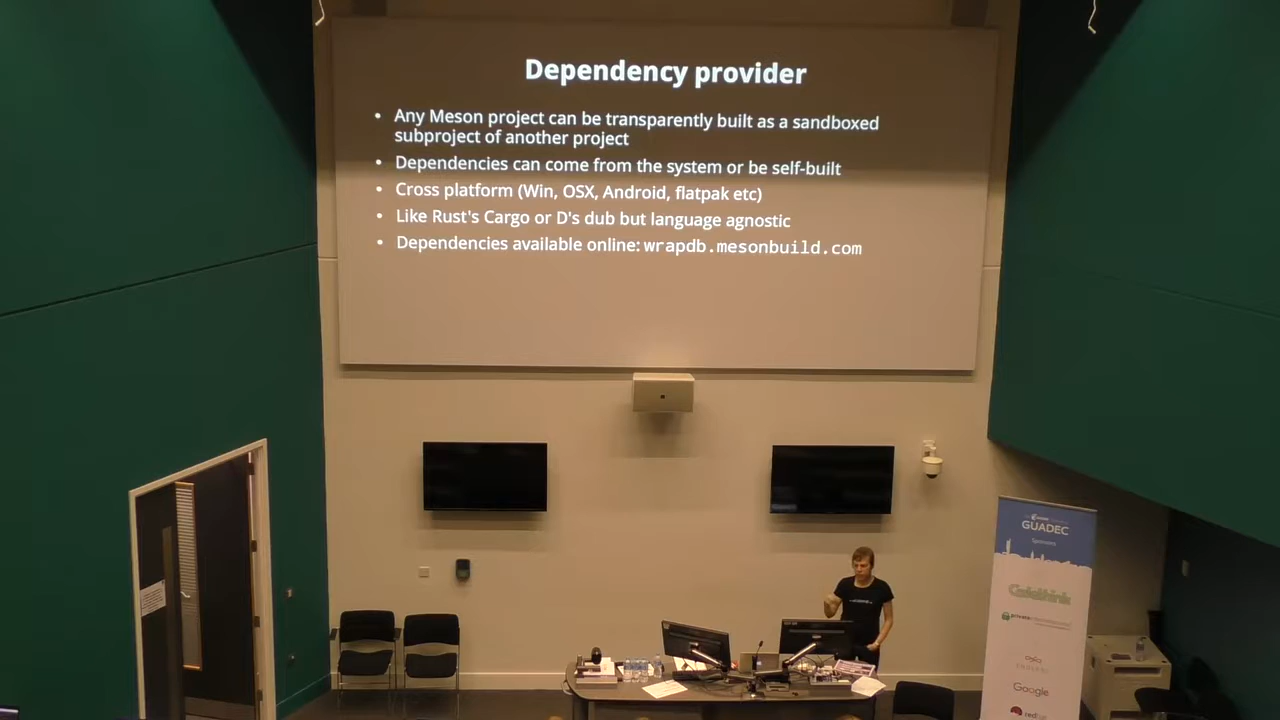 Dependency provider
• Any Meson project can be transparently built as a sandboxed
subproject of another project
• Dependencies can come from the system or be self-built
• Cross platform (Win, OSX, Android, flatpak etc)
• Like Rust's Cargo or D's dub but language agnostic
• Dependencies available online: wrapdb.mesonbuild.com
GUADEC
Sponsors
Codethink
Google